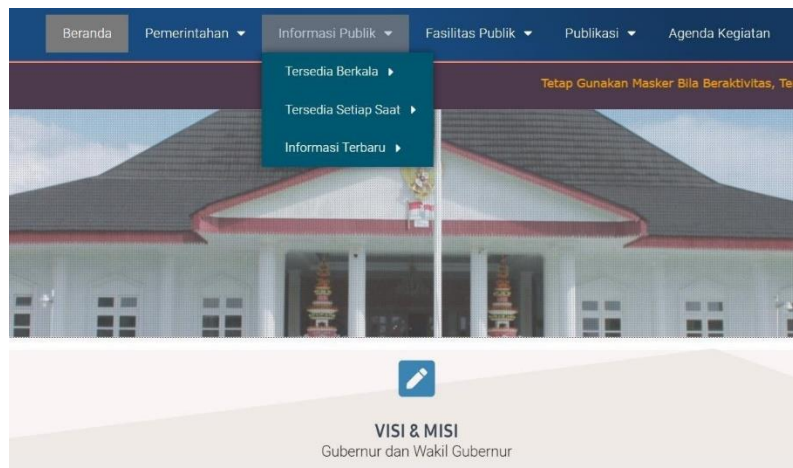 Beranda Pemerintahan Informasi Publik Fasilitas Publik Publikasi Agenda Kegiatan
Tetap Gunakan Masker Bila Beraktivitas,
Tersedia Berkala
Tersedia Setiap Saat
Informasi Terbaru
VISI & MISI
Gubernur dan Wakil Gubernur